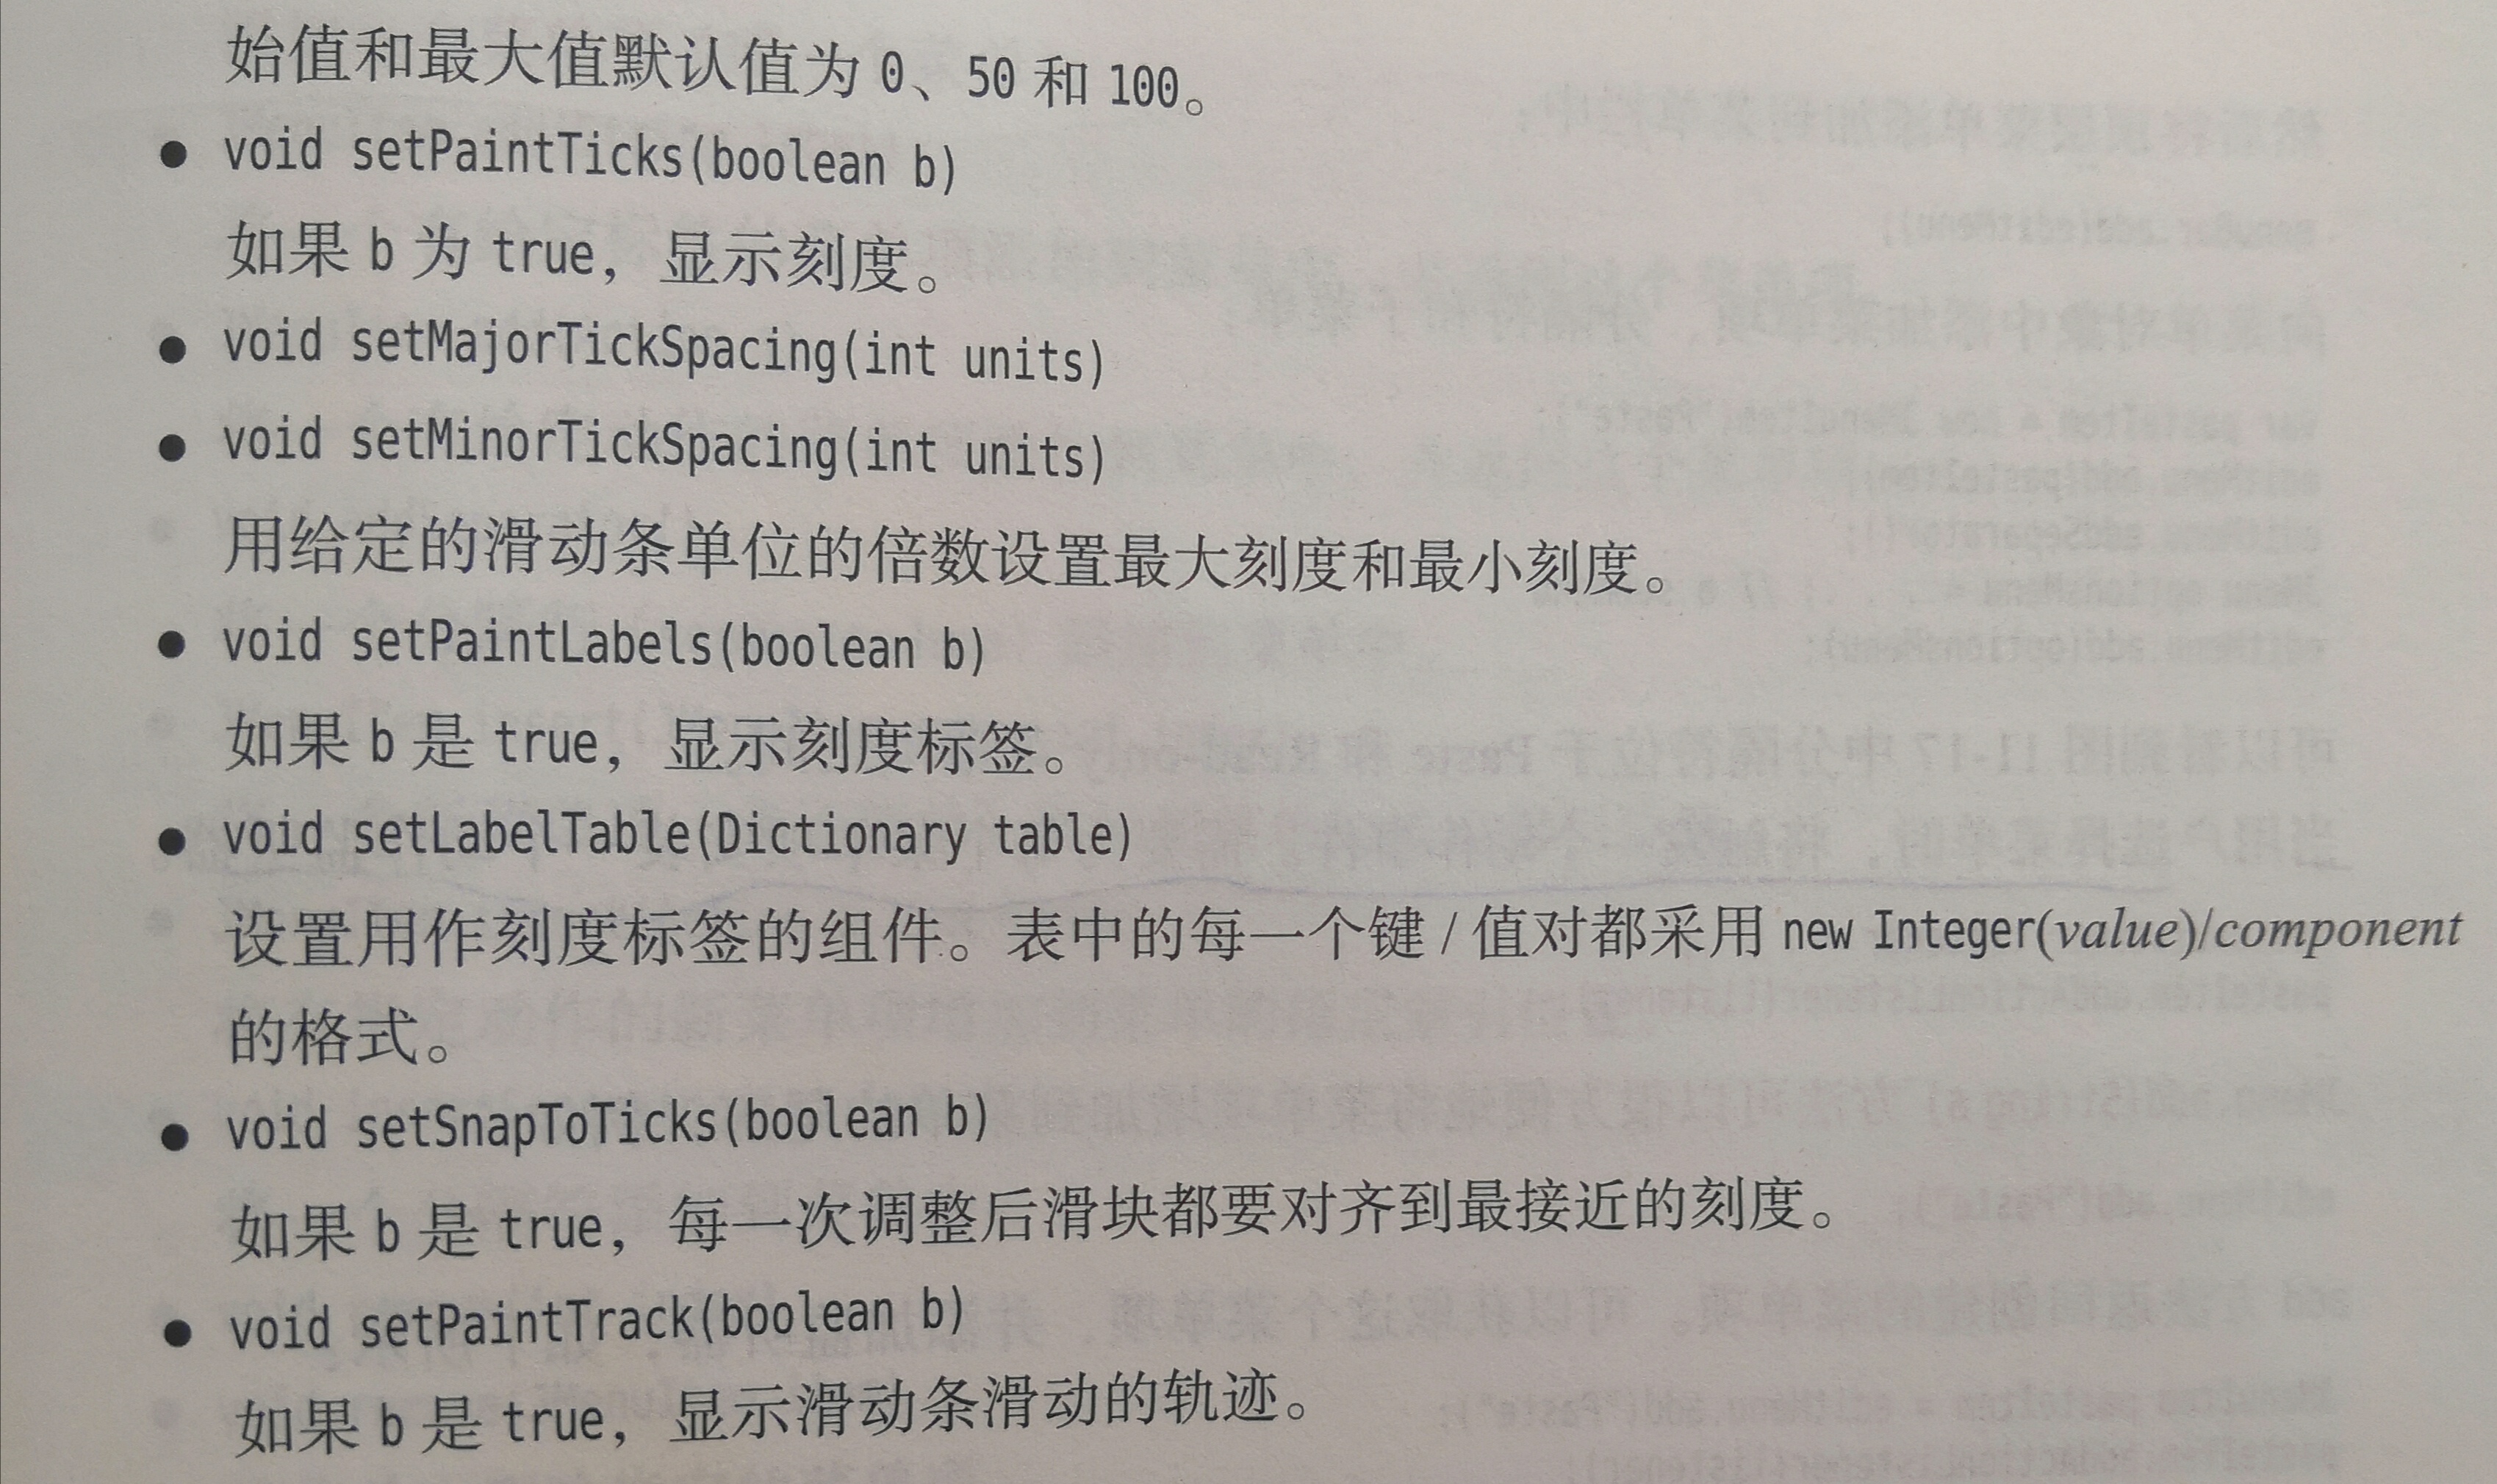 始值和最大值默认值为 0、50 和 100。
● void setPaintTicks(boolean b)
如果 b 为 true，显示刻度。
● void setMajorTickSpacing(int units)
● void setMinorTickSpacing(int units)
用给定的滑动条单位的倍数设置最大刻度和最小刻度。
● void setPaintLabels(boolean b)
如果 b 是 true，显示刻度标签。
● void setLabelTable(Dictionary table)
设置用作刻度标签的组件。表中的每一个键 / 值对都采用 new Integer(value)/component
的格式。
● void setSnapToTicks(boolean b)
如果 b 是 true，每一次调整后滑块都要对齐到最接近的刻度。
● void setPaintTrack(boolean b)
如果 b 是 true，显示滑动条滑动的轨迹。